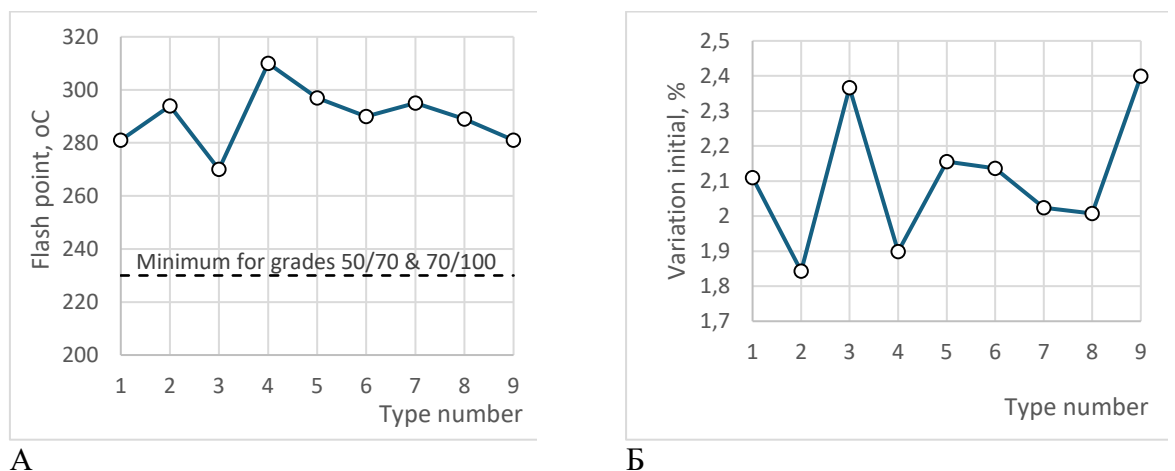 320
300
280
260
240
220
200
Flash point, oC
Minimum for grades 50/70 & 70/100
1 2 3 4 5 6 7 8 9
Type number
А
2,5
2,4
2,3
2,2
2,1
2
1,9
1,8
1,7
Variation initial, %
1 2 3 4 5 6 7 8 9
Type number
Б